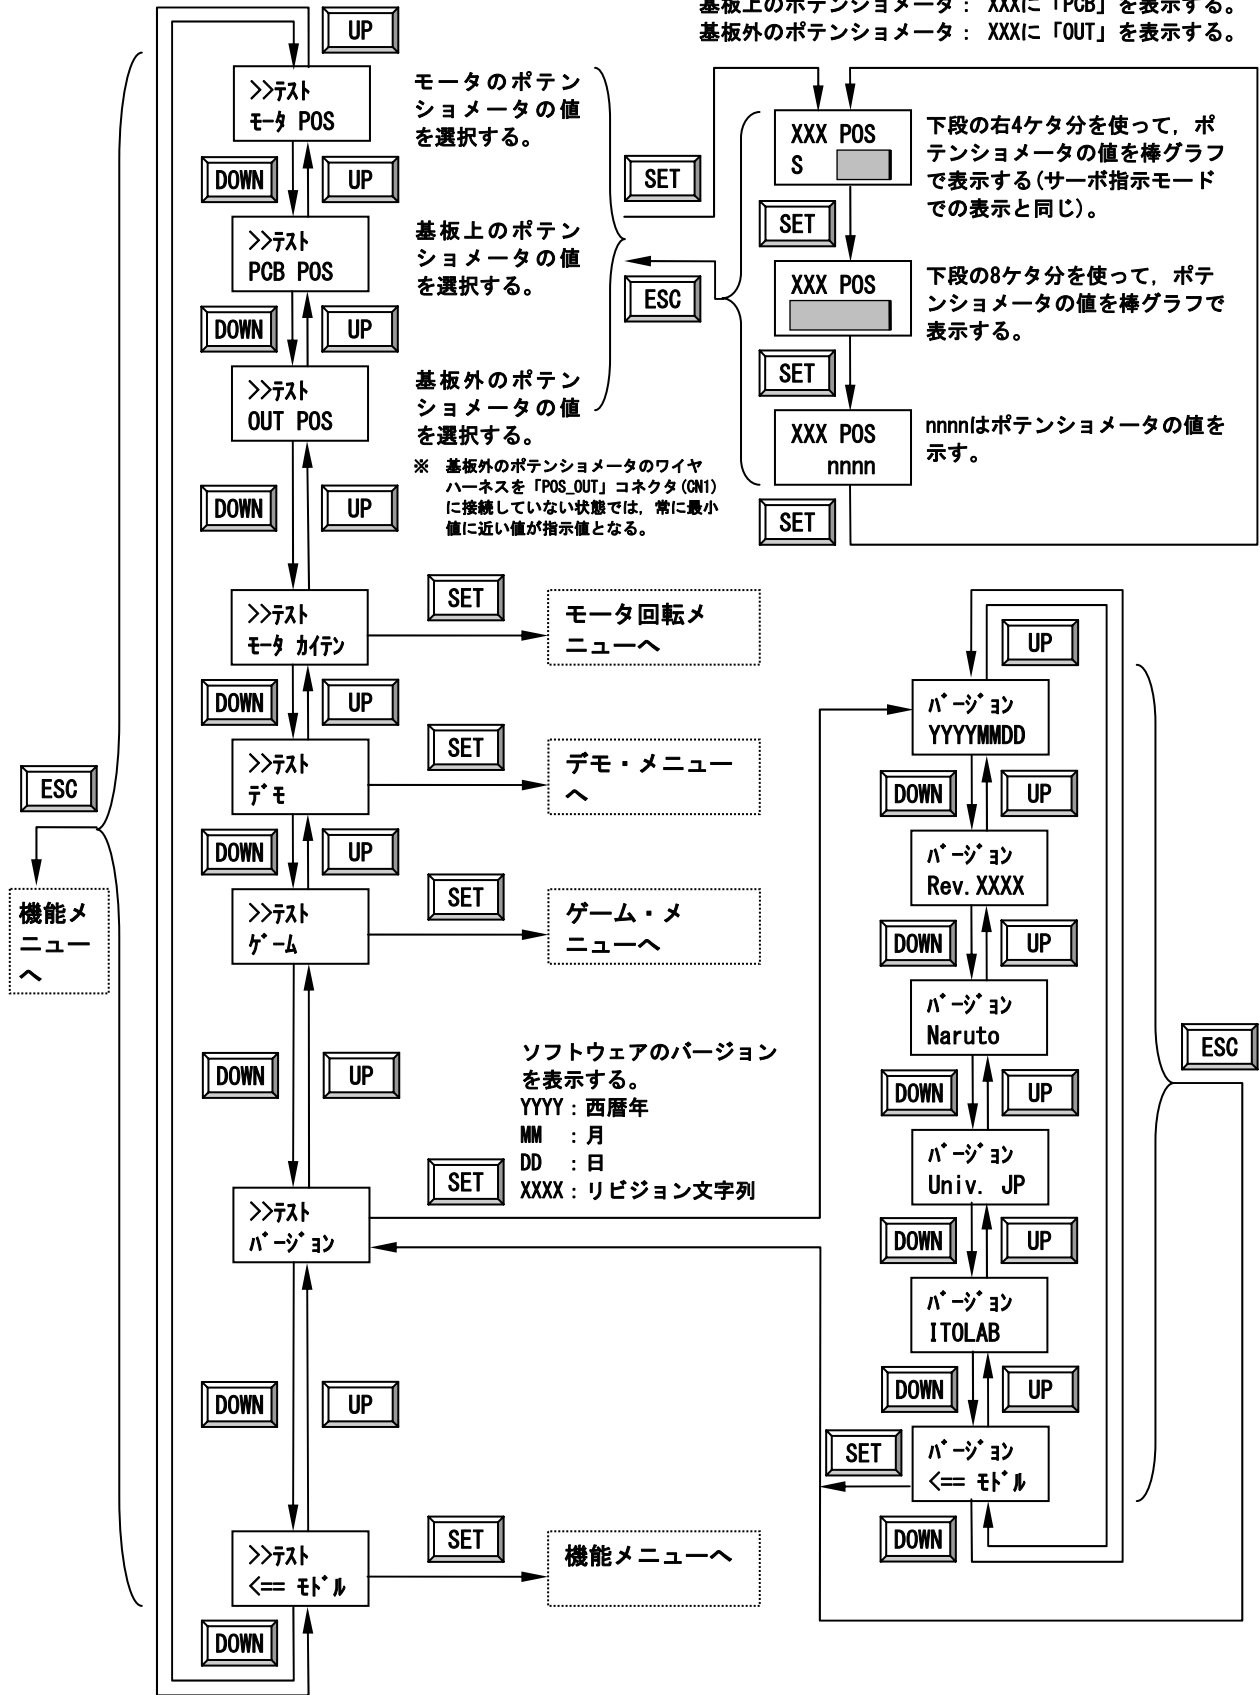 基板上のポテンショメータ： XXXに「PCB」を表示する。
基板外のポテンショメータ： XXXに「OUT」を表示する。
UP
>>ﾃｽﾄ
ﾓｰﾀ POS
モータのポテン
ショメータの値
を選択する。
DOWN
UP
>>ﾃｽﾄ
PCB POS
基板上のポテン
ショメータの値
を選択する。
DOWN
UP
>>ﾃｽﾄ
OUT POS
基板外のポテン
ショメータの値
を選択する。
※ 基板外のポテンショメータのワイヤ
ハーネスを「POS_OUT」コネクタ(CN1)
に接続していない状態では，常に最小
値に近い値が指示値となる。
SET
ESC
XXX POS
S
下段の右4ケタ分を使って，ポ
テンショメータの値を棒グラフ
で表示する(サーボ指示モード
での表示と同じ)。
SET
XXX POS
下段の8ケタ分を使って，ポテ
ンショメータの値を棒グラフで
表示する。
SET
XXX POS
nnnn
nnnnはポテンショメータの値を
示す。
SET
DOWN
UP
>>ﾃｽﾄ
ﾓｰﾀ ｶｲﾃﾝ
SET
モータ回転メ
ニューへ
DOWN
UP
>>ﾃｽﾄ
ﾃﾞﾓ
SET
デモ・メニュー
へ
DOWN
UP
>>ﾃｽﾄ
ｹﾞｰﾑ
SET
ゲーム・メ
ニューへ
ESC
機能メ
ニュー
へ
DOWN
UP
ソフトウェアのバージョン
を表示する。
YYYY：西暦年
MM ：月
DD ：日
XXXX：リビジョン文字列
SET
>>ﾃｽﾄ
ﾊﾞｰｼﾞｮﾝ
DOWN
UP
>>ﾃｽﾄ
<== ﾓﾄﾞﾙ
SET
機能メニューへ
DOWN
UP
ﾊﾞｰｼﾞｮﾝ
YYYYMMDD
DOWN
UP
ﾊﾞｰｼﾞｮﾝ
Rev.XXXX
DOWN
UP
ﾊﾞｰｼﾞｮﾝ
Naruto
ESC
DOWN
UP
ﾊﾞｰｼﾞｮﾝ
Univ. JP
DOWN
UP
ﾊﾞｰｼﾞｮﾝ
ITOLAB
DOWN
UP
SET
ﾊﾞｰｼﾞｮﾝ
<== ﾓﾄﾞﾙ
DOWN